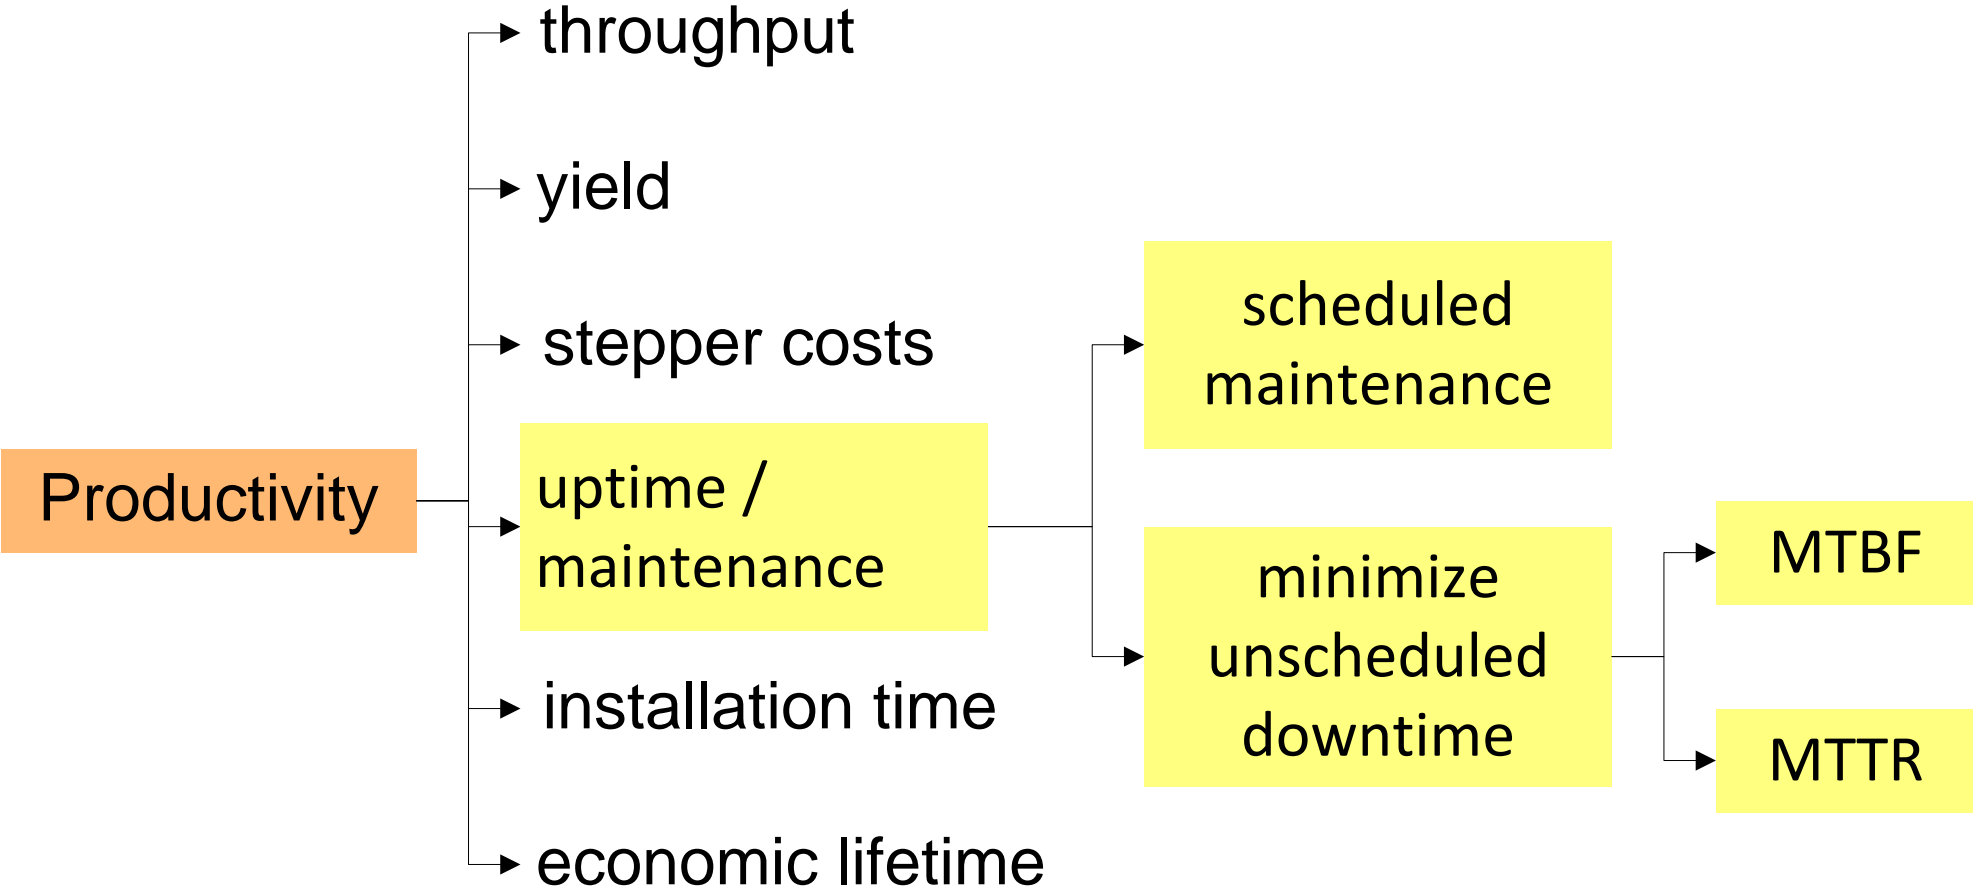 throughput
yield
stepper costs
Productivity
uptime /
maintenance
installation time
economic lifetime
scheduled
maintenance
minimize
unscheduled
downtime
MTBF
MTTR